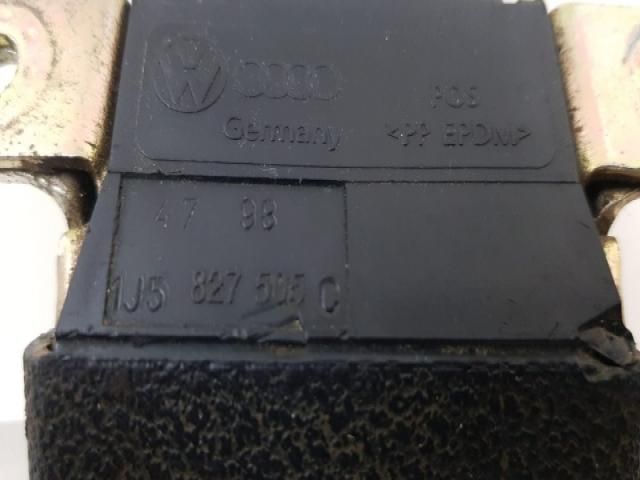 POS
Germany <PP EPDM>
47 98
1J5 827 505 C